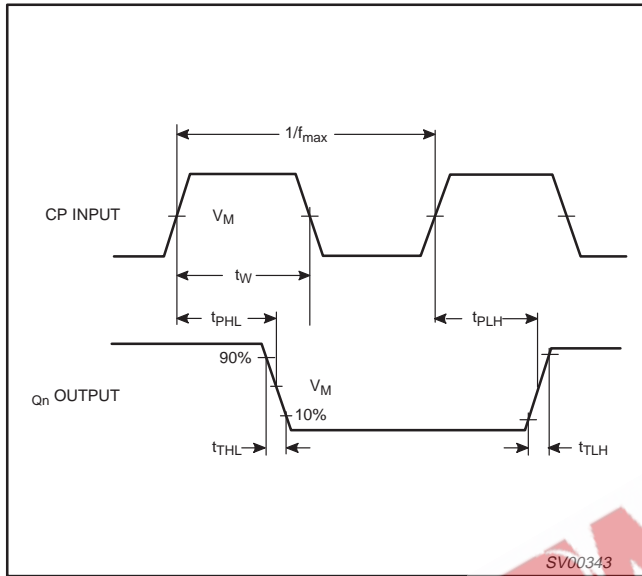 1/fmax
CP INPUT
VM
tW
tPHL
tPLH
90%
Qn OUTPUT
VM
10%
tTHL
tTLH
SV00343